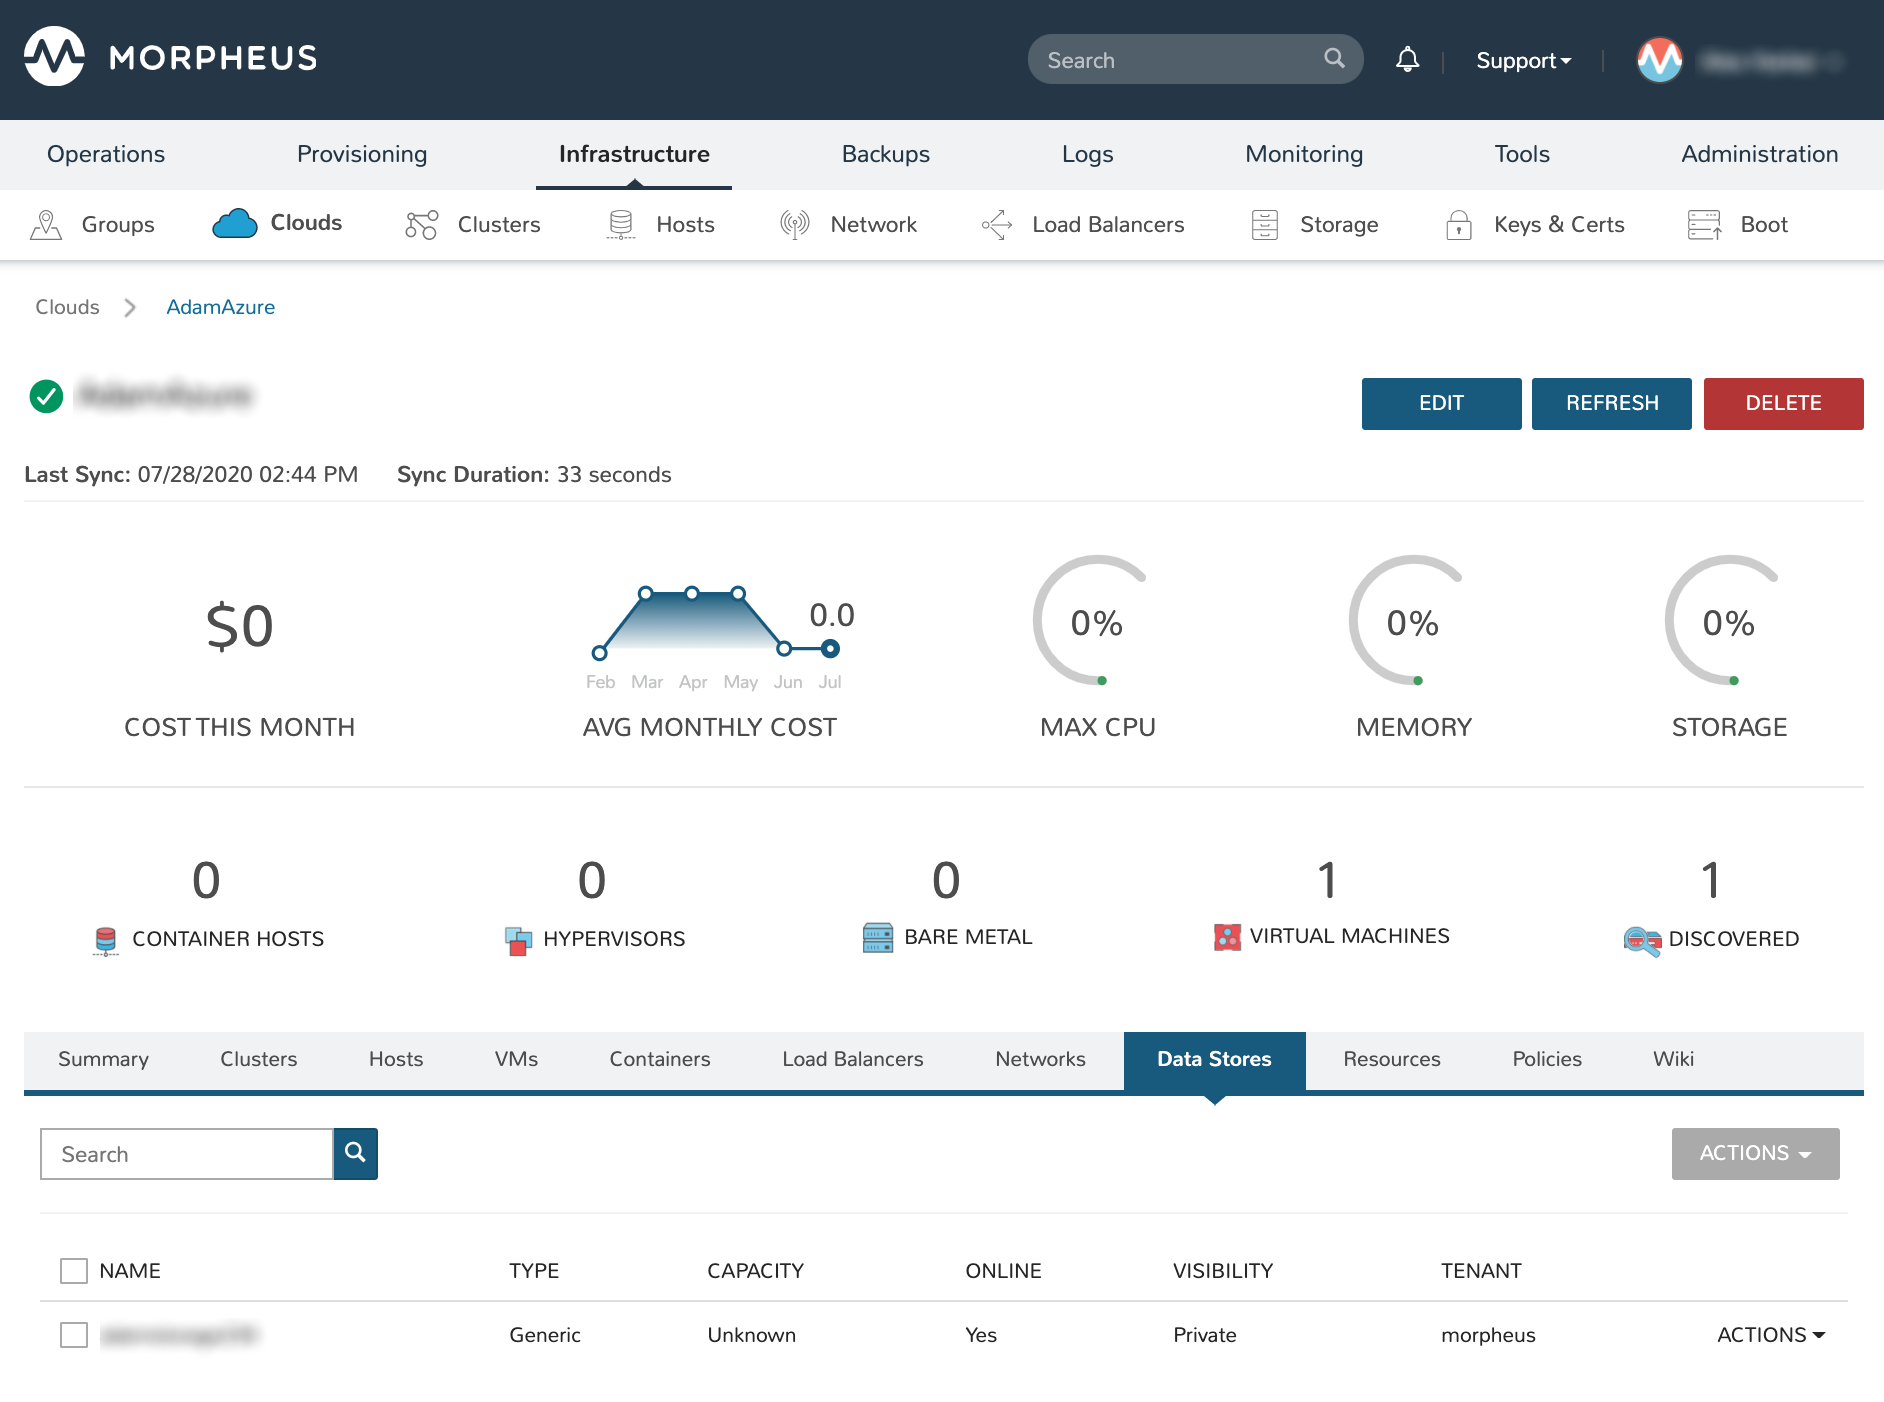 MORPHEUS
Search
Support
Operations Provisioning Infrastructure Backups Logs Monitoring Tools Administration
Groups Clouds Clusters Hosts Network Load Balancers Storage Keys & Certs Boot
Clouds AdamAzure
EDIT REFRESH DELETE
Last Sync: 07/28/2020 02:44 PM Sync Duration: 33 seconds
$0 0.0 0% 0% 0%
Feb Mar Apr May Jun Jul
COST THIS MONTH AVG MONTHLY COST MAX CPU MEMORY STORAGE
0 0 0 1 1
CONTAINER HOSTS HYPERVISORS BARE METAL VIRTUAL MACHINES DISCOVERED
Summary Clusters Hosts VMs Containers Load Balancers Networks Data Stores Resources Policies Wiki
Search ACTIONS
NAME TYPE CAPACITY ONLINE VISIBILITY TENANT
Generic Unknown Yes Private morpheus ACTIONS